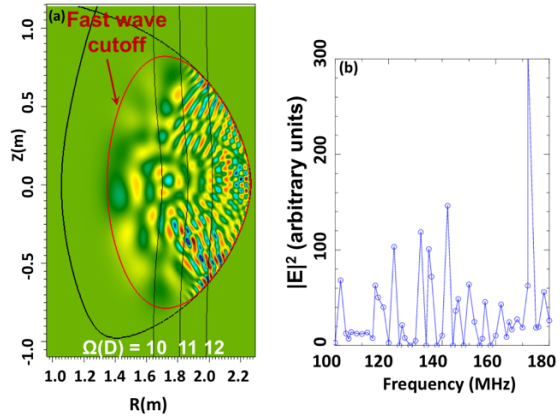 (a)
Fast wave
cutoff
Z(m)
0.5
0.0
-0.5
-1.0
Ω(D) = 10 11 12
1.0 1.2 1.4 1.6 1.8 2.0 2.2
R(m)
(b)
|E|² (arbitrary units)
300
200
100
0
100 120 140 160 180
Frequency (MHz)